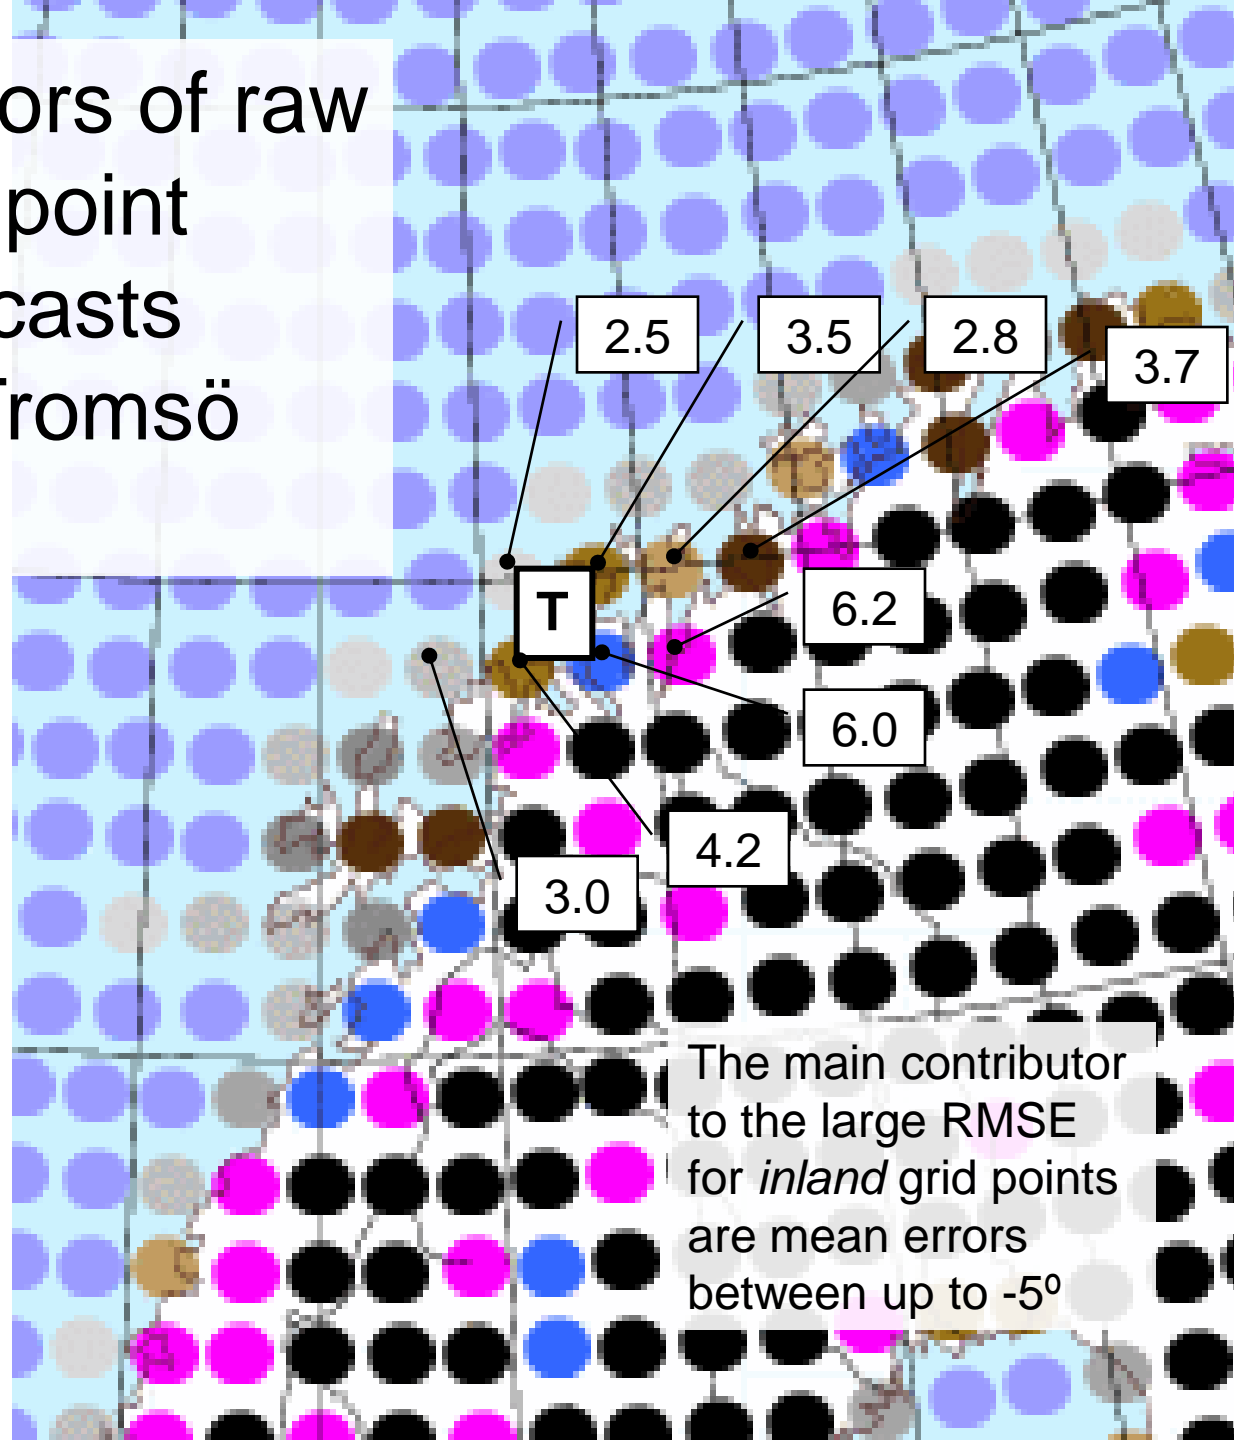 ors of raw
point
casts
Tromsö
2.5
3.5
2.8
3.7
T
6.2
6.0
4.2
3.0
The main contributor
to the large RMSE
for inland grid points
are mean errors
between up to -5º